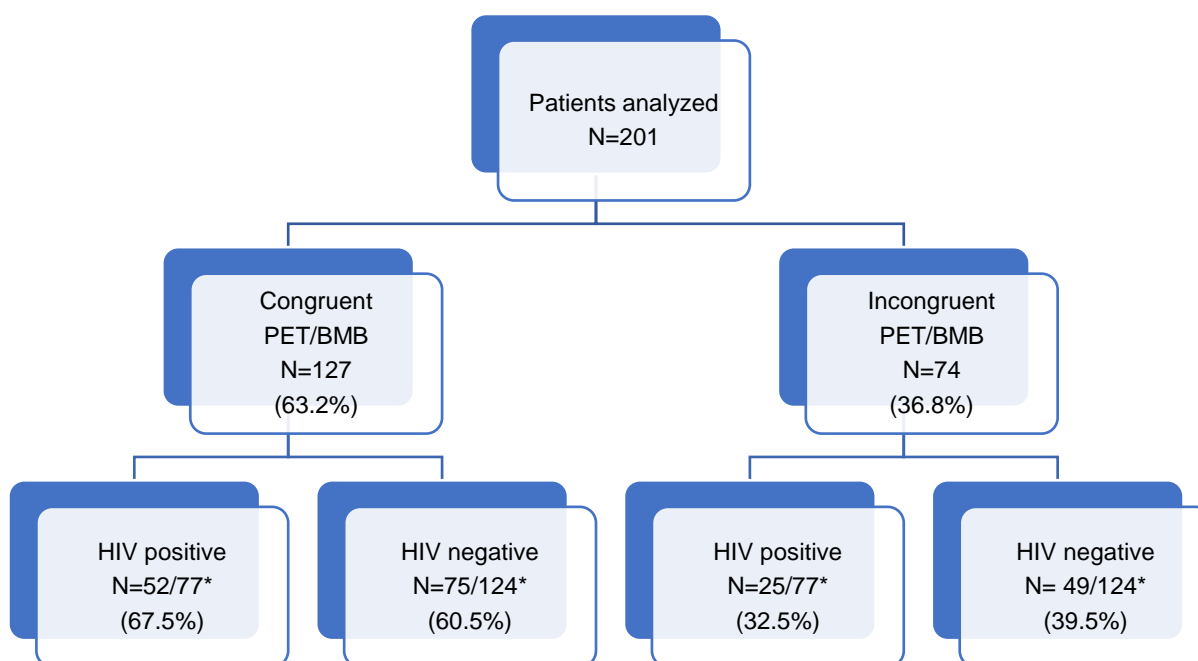 Patients analyzed
N=201
Congruent
PET/BMB
N=127
(63.2%)
Incongruent
PET/BMB
N=74
(36.8%)
HIV positive
N=52/77*
(67.5%)
HIV negative
N=75/124*
(60.5%)
HIV positive
N=25/77*
(32.5%)
HIV negative
N= 49/124*
(39.5%)